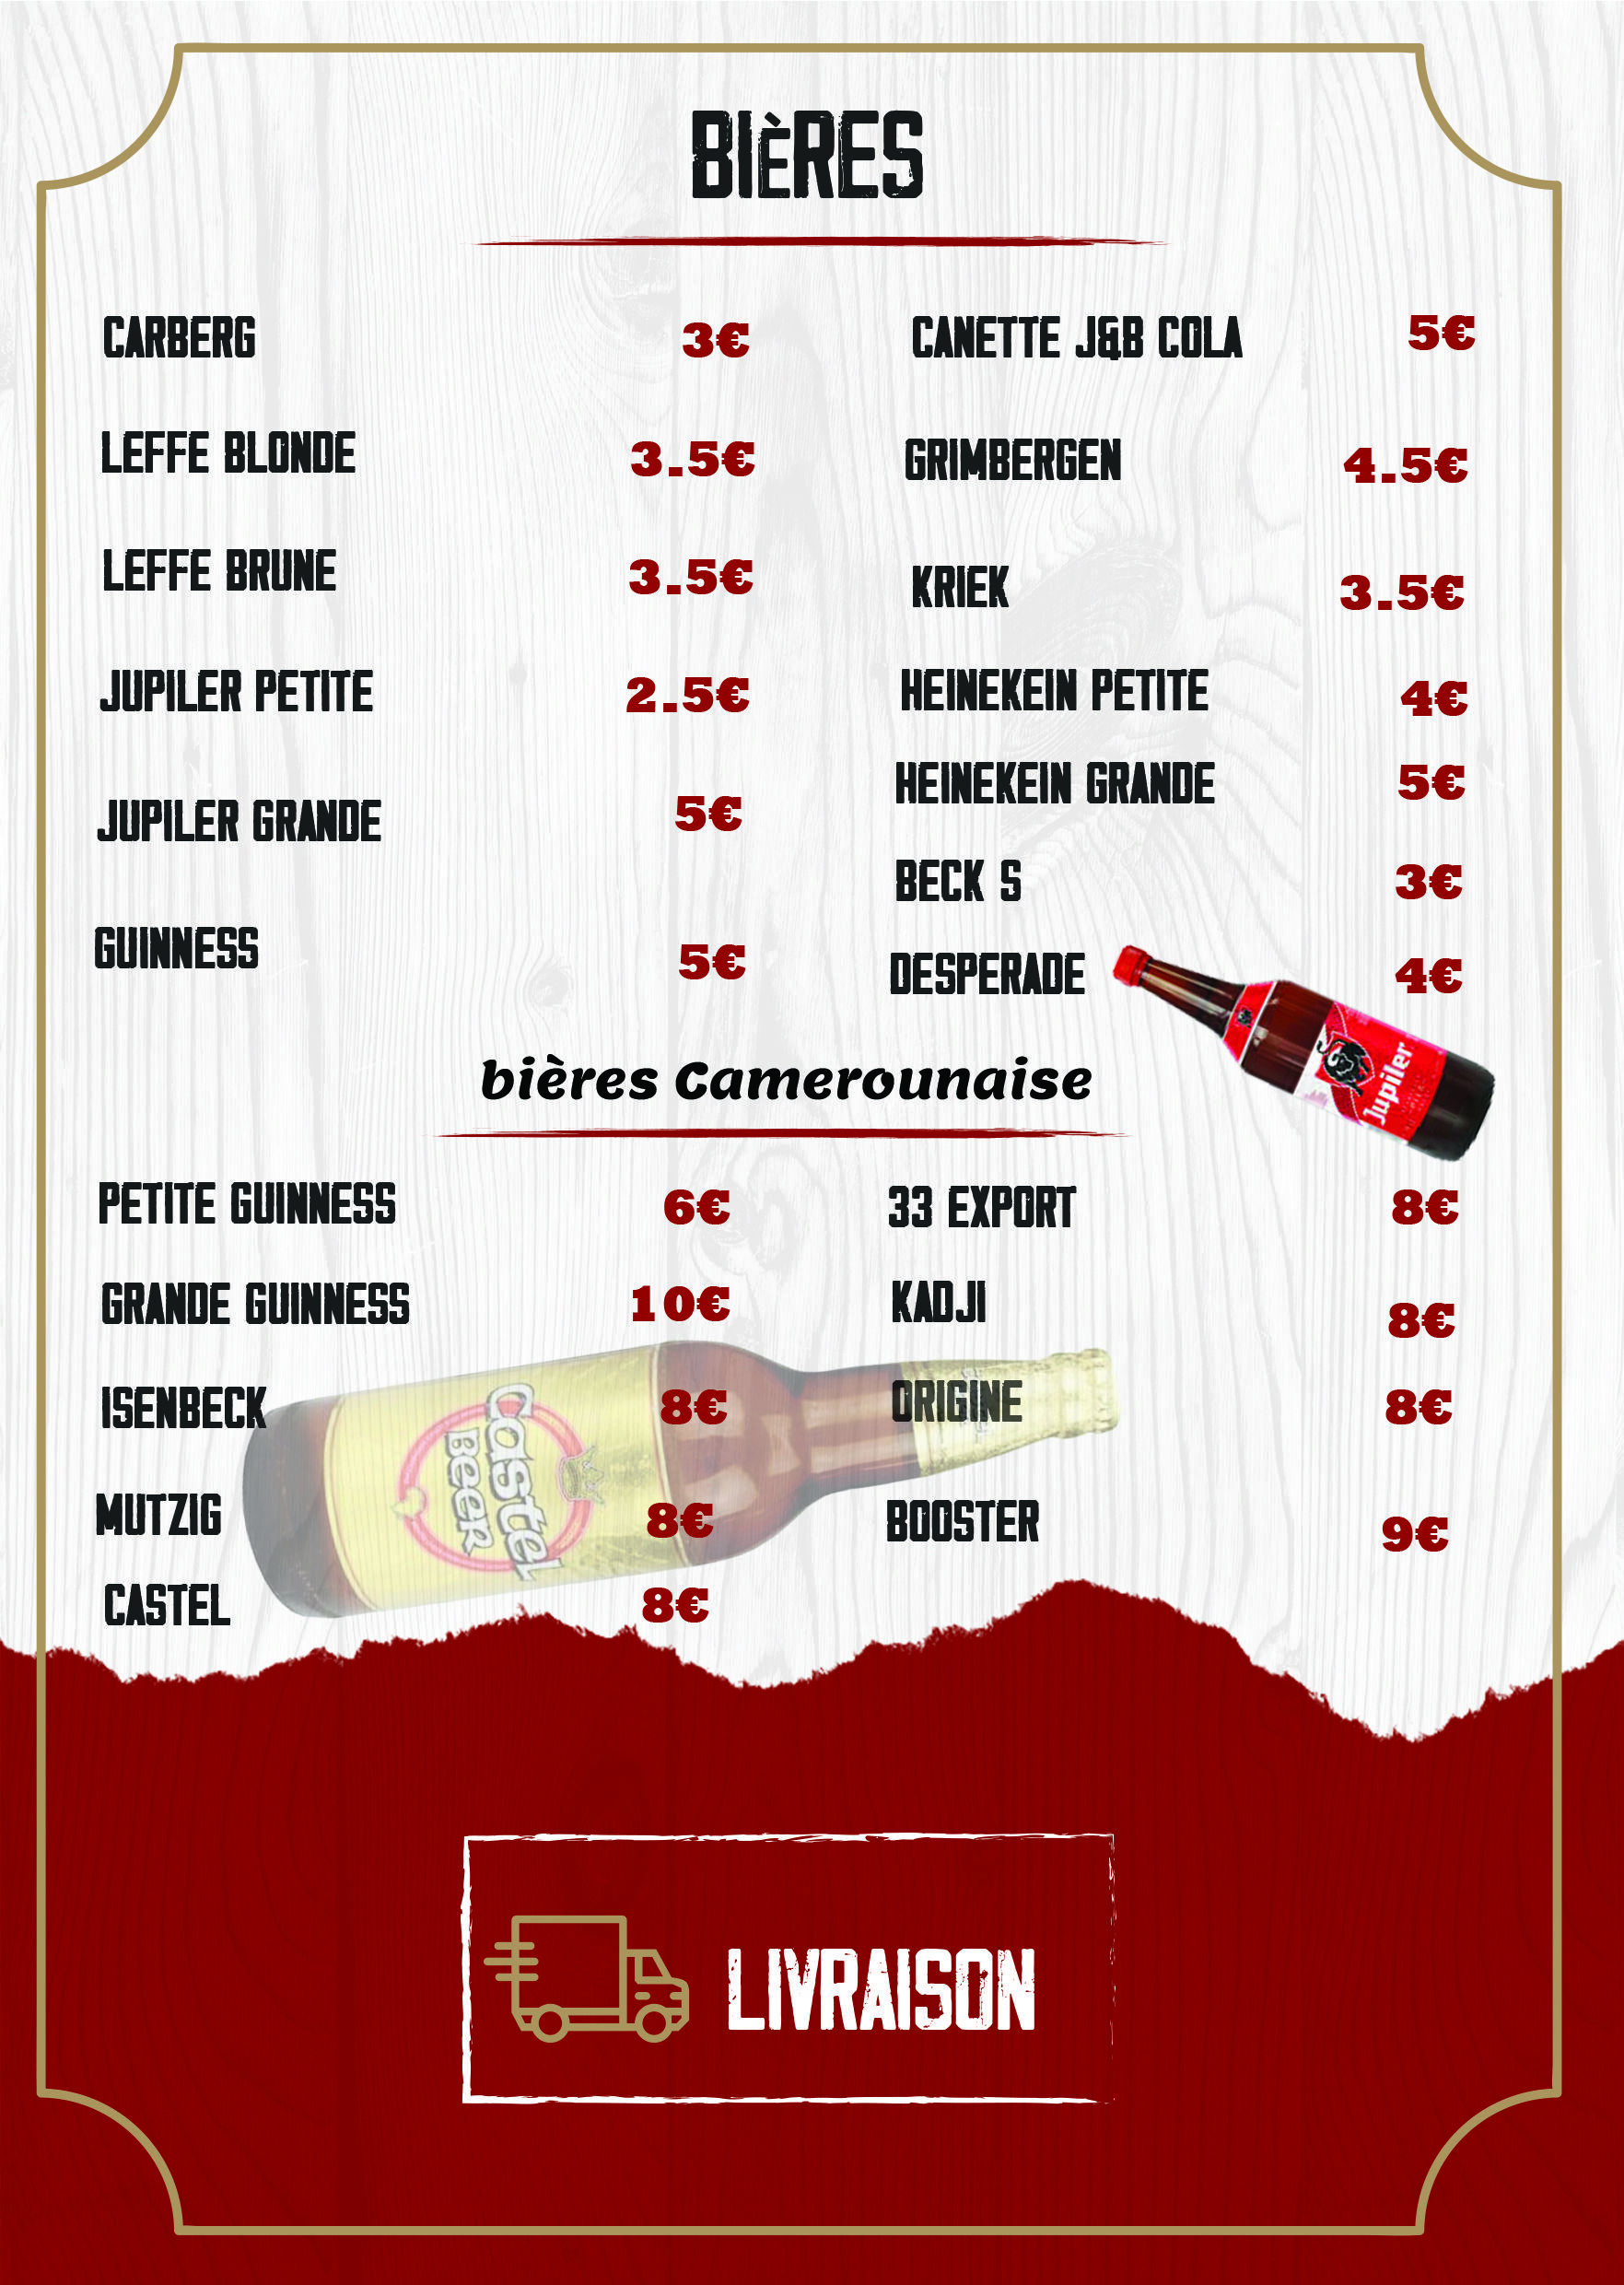 BIÈRES
CARBERG 3€
LEFFE BLONDE 3.5€
LEFFE BRUNE 3.5€
JUPILER PETITE 2.5€
JUPILER GRANDE 5€
GUINNESS 5€
CANETTE J&B COLA 5€
GRIMBERGEN 4.5€
KRIEK 3.5€
HEINEKEIN PETITE 4€
HEINEKEIN GRANDE 5€
BECK S 3€
DESPERADE 4€
Jupiler
bières Camerounaise
PETITE GUINNESS 6€
GRANDE GUINNESS 10€
ISENBECK 8€
MUTZIG 8€
CASTEL 8€
33 EXPORT 8€
KADJI 8€
ORIGINE 8€
BOOSTER 9€
Castel
BEER
LIVRAISON